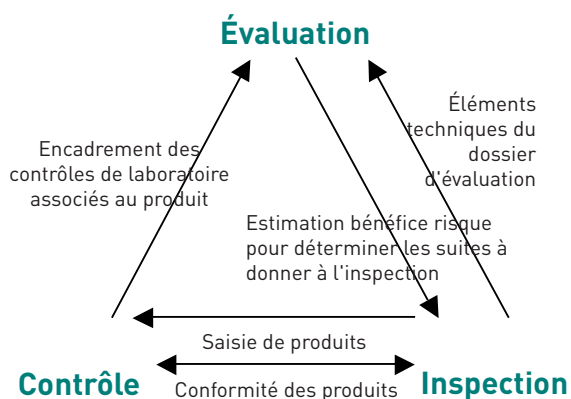 Évaluation
Éléments
techniques du
dossier
d'évaluation
Encadrement des
contrôles de laboratoire
associés au produit
Estimation bénéfice risque
pour déterminer les suites à
donner à l'inspection
Saisie de produits
Contrôle
Conformité des produits
Inspection